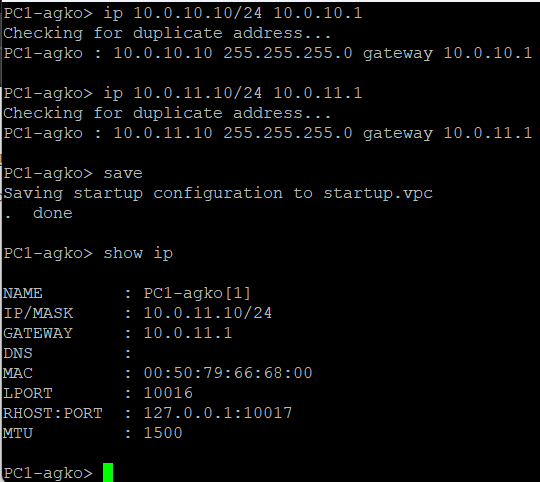 PC1-agko> ip 10.0.10.10/24 10.0.10.1
Checking for duplicate address...
PC1-agko : 10.0.10.10 255.255.255.0 gateway 10.0.10.1
PC1-agko> ip 10.0.11.10/24 10.0.11.1
Checking for duplicate address...
PC1-agko : 10.0.11.10 255.255.255.0 gateway 10.0.11.1
PC1-agko> save
Saving startup configuration to startup.vpc
.  done
PC1-agko> show ip
NAME        : PC1-agko[1]
IP/MASK     : 10.0.11.10/24
GATEWAY     : 10.0.11.1
DNS         :
MAC         : 00:50:79:66:68:00
LPORT       : 10016
RHOST:PORT  : 127.0.0.1:10017
MTU         : 1500
PC1-agko>